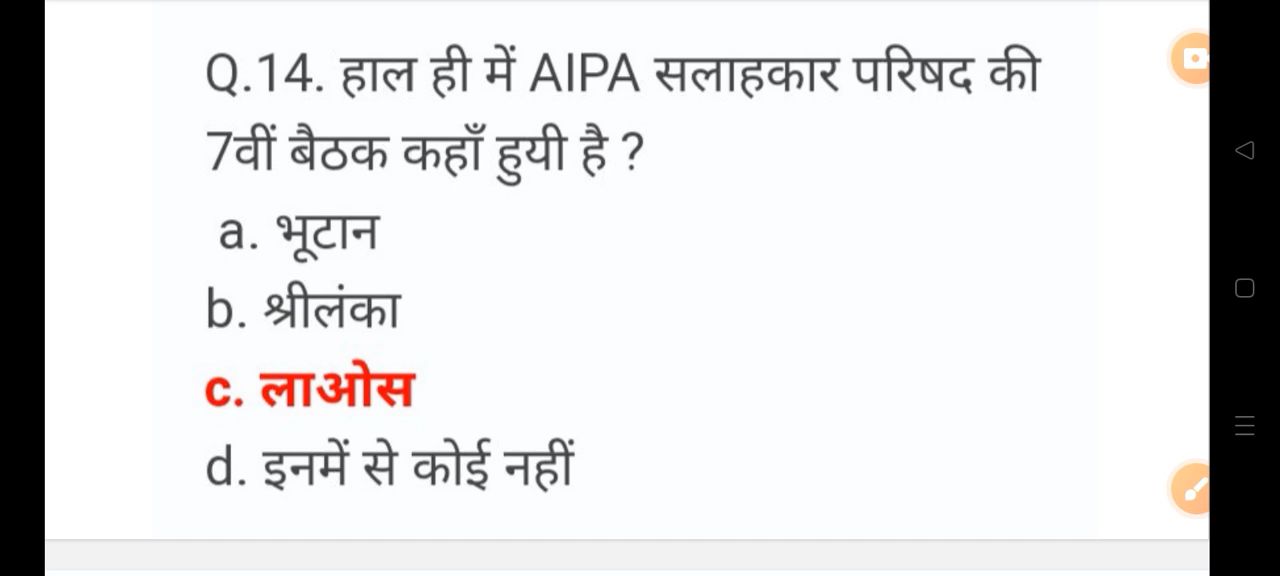 Q.14. हाल ही में AIPA सलाहकार परिषद की
7वीं बैठक कहाँ हुयी है ?
a. भूटान
b. श्रीलंका
c. लाओस
d. इनमें से कोई नहीं